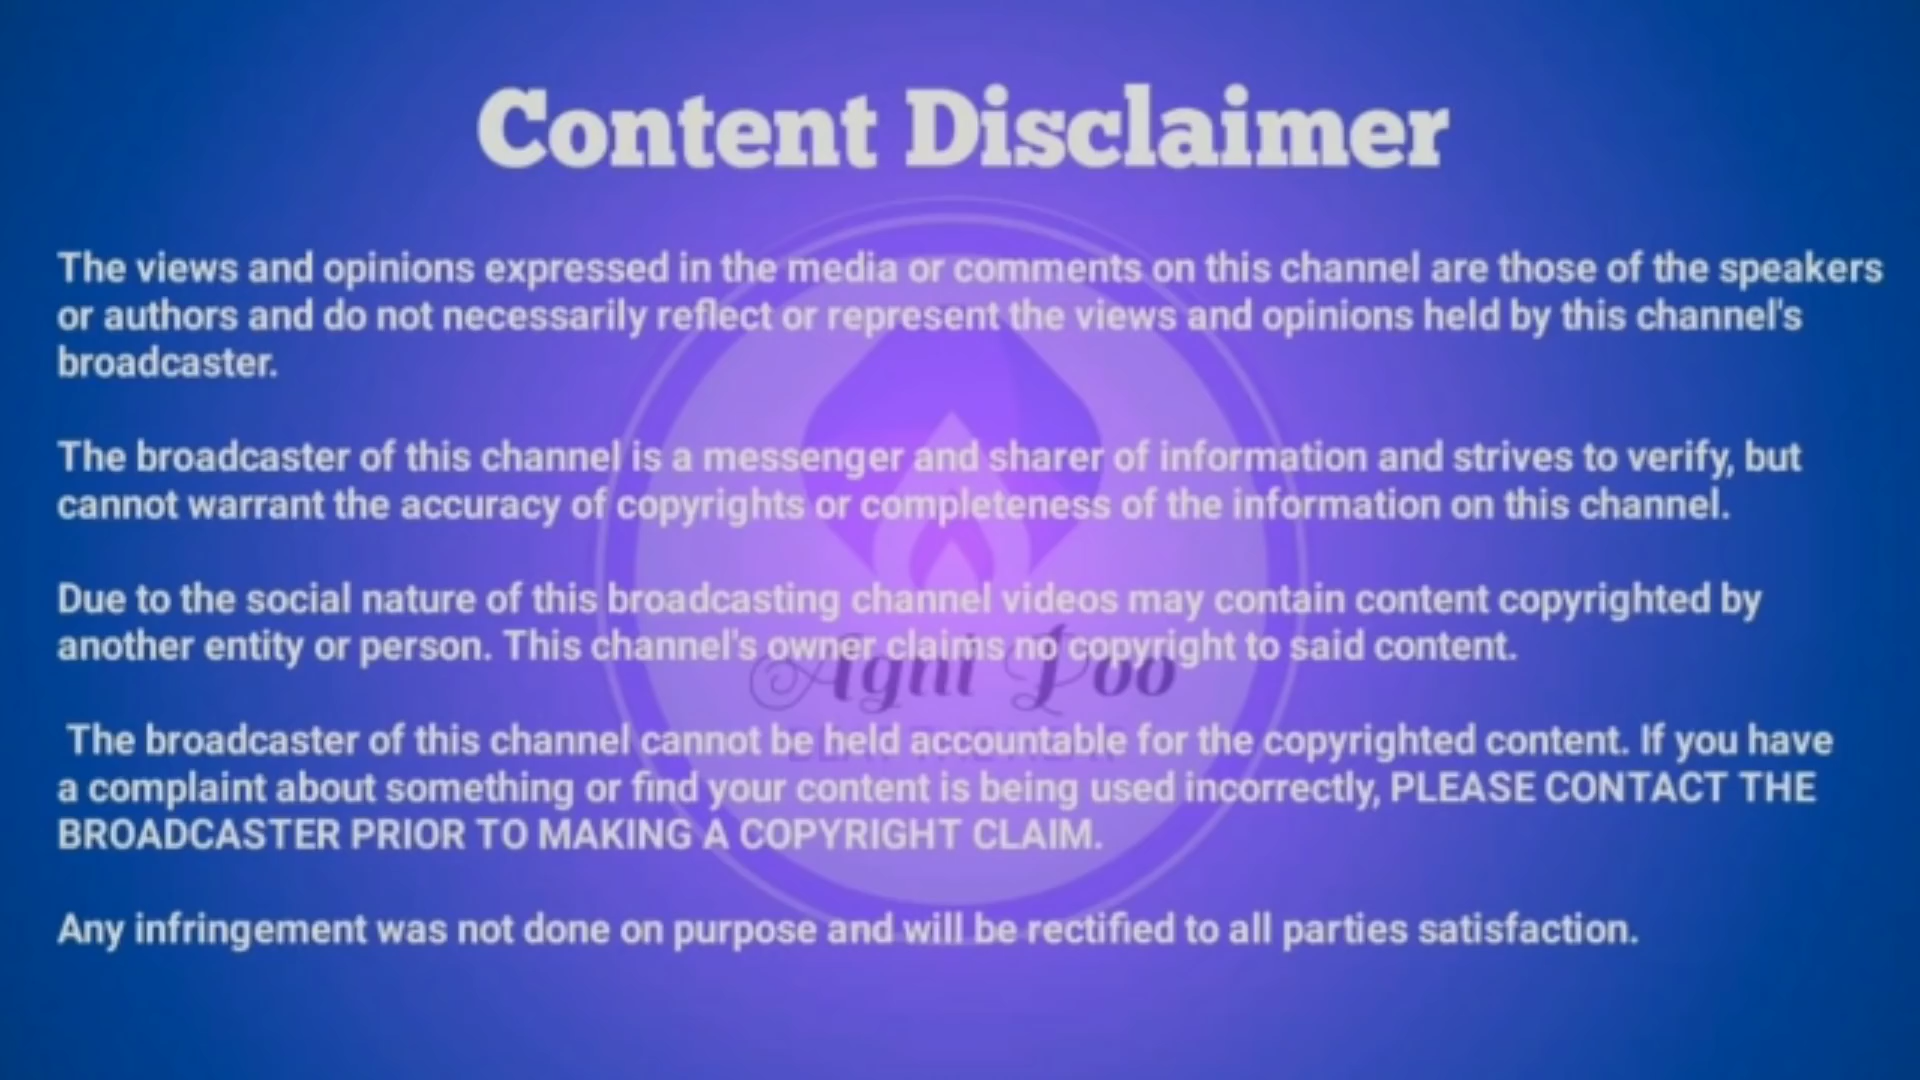 Content Disclaimer
The views and opinions expressed in the media or comments on this channel are those of the speakers
or authors and do not necessarily reflect or represent the views and opinions held by this channel's
broadcaster.
The broadcaster of this channel is a messenger and sharer of information and strives to verify, but
cannot warrant the accuracy of copyrights or completeness of the information on this channel.
Due to the social nature of this broadcasting channel videos may contain content copyrighted by
another entity or person. This channel's owner claims no copyright to said content.
Agni Poo
The broadcaster of this channel cannot be held accountable for the copyrighted content. If you have
a complaint about something or find your content is being used incorrectly, PLEASE CONTACT THE
BROADCASTER PRIOR TO MAKING A COPYRIGHT CLAIM.
Any infringement was not done on purpose and will be rectified to all parties satisfaction.